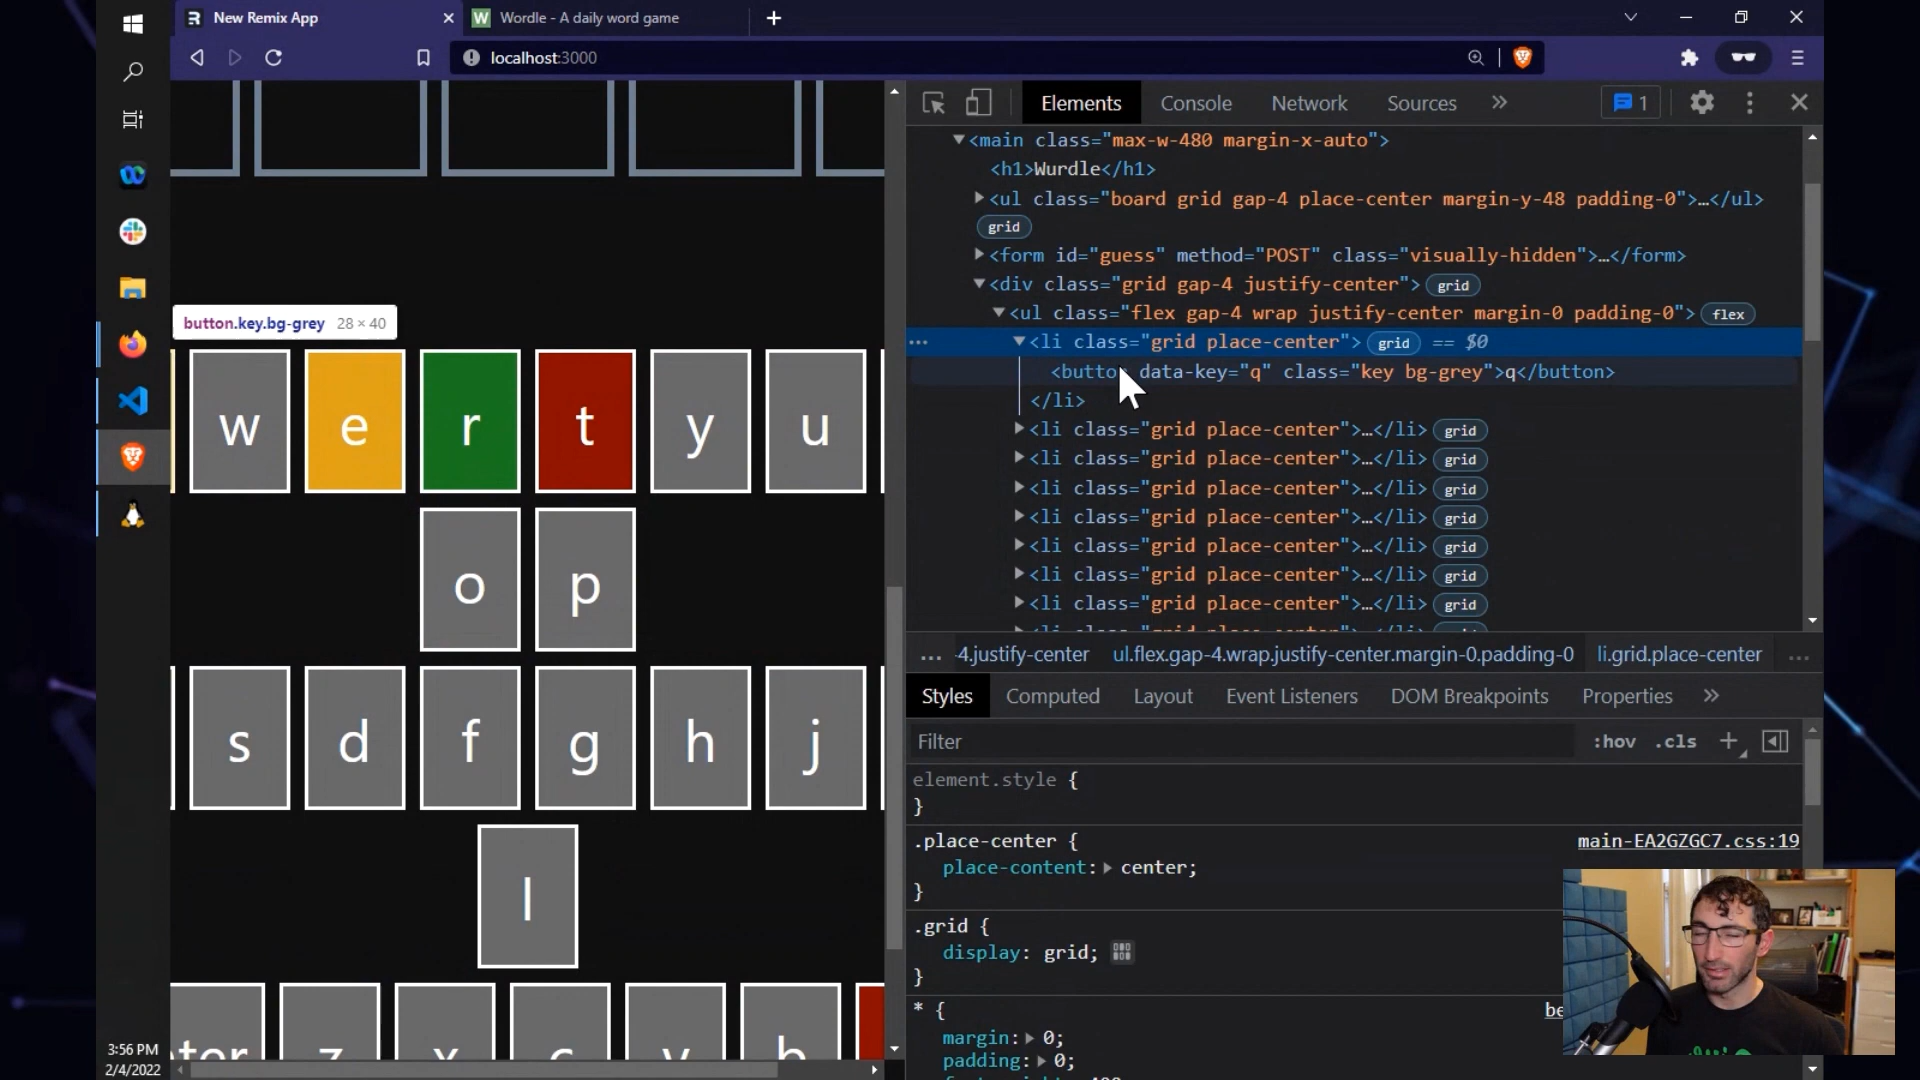 New Remix App
W Wordle - A daily word game
localhost:3000
Elements
Console
Network
Sources
1
<main class="max-w-480 margin-x-auto">
<h1>Wurdle</h1>
<ul class="board grid gap-4 place-center margin-y-48 padding-0">…</ul>
grid
<form id="guess" method="POST" class="visually-hidden">…</form>
<div class="grid gap-4 justify-center"> grid
<ul class="flex gap-4 wrap justify-center margin-0 padding-0"> flex
<li class="grid place-center"> grid == $0
data-key="q" class="key bg-grey">q</button>
</li>
<li class="grid place-center">…</li> grid
<li class="grid place-center">…</li> grid
<li class="grid place-center">…</li> grid
<li class="grid place-center">…</li> grid
<li class="grid place-center">…</li> grid
<li class="grid place-center">…</li> grid
<li class="grid place-center">…</li> grid
button.key.bg-grey 28 × 40
w e r t y u
o p
s d f g h j
l
z x c v b
... -4.justify-center ul.flex.gap-4.wrap.justify-center.margin-0.padding-0 li.grid.place-center ...
Styles
Computed
Layout
Event Listeners
DOM Breakpoints
Properties
Filter
:hov .cls
element.style {
}
.place-center {
main-EA2GZGC7.css:19
place-content: center;
}
.grid {
display: grid;
}
* {
margin: 0;
padding: 0;
3:56 PM
2/4/2022